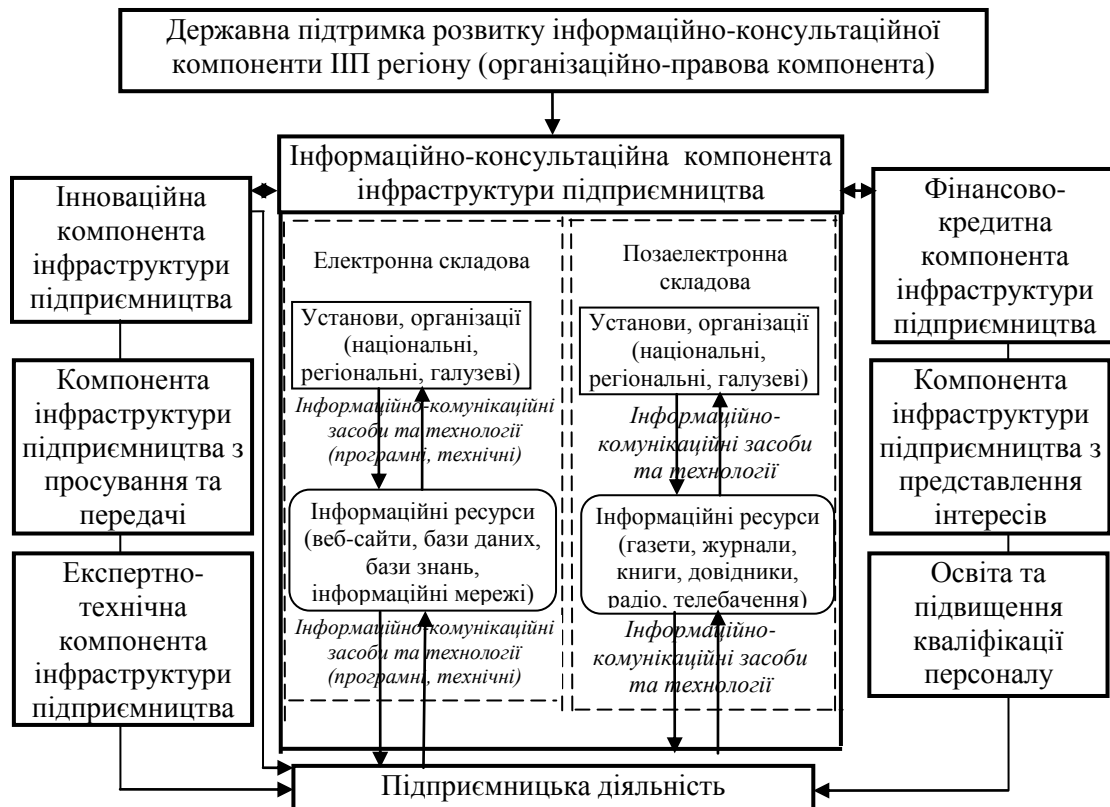 Державна підтримка розвитку інформаційно-консультаційної
компоненти ІІП регіону (організаційно-правова компонента)
Інформаційно-консультаційна компонента
інфраструктури підприємництва
Інноваційна
компонента
інфраструктури
підприємництва
Компонента
інфраструктури
підприємництва з
просування та
передачі
Експертно-
технічна
компонента
інфраструктури
підприємництва
Електронна складова
Установи, організації
(національні,
регіональні, галузеві)
Інформаційно-комунікаційні
засоби та технології
(програмні, технічні)
Інформаційні ресурси
(веб-сайти, бази даних,
бази знань,
інформаційні мережі)
Інформаційно-комунікаційні
засоби та технології
(програмні, технічні)
Позаелектронна
складова
Установи, організації
(національні,
регіональні, галузеві)
Інформаційно-
комунікаційні засоби
та технології
Інформаційні ресурси
(газети, журнали,
книги, довідники,
радіо, телебачення)
Інформаційно-
комунікаційні засоби
та технології
Фінансово-
кредитна
компонента
інфраструктури
підприємництва
Компонента
інфраструктури
підприємництва з
представлення
інтересів
Освіта та
підвищення
кваліфікації
персоналу
Підприємницька діяльність